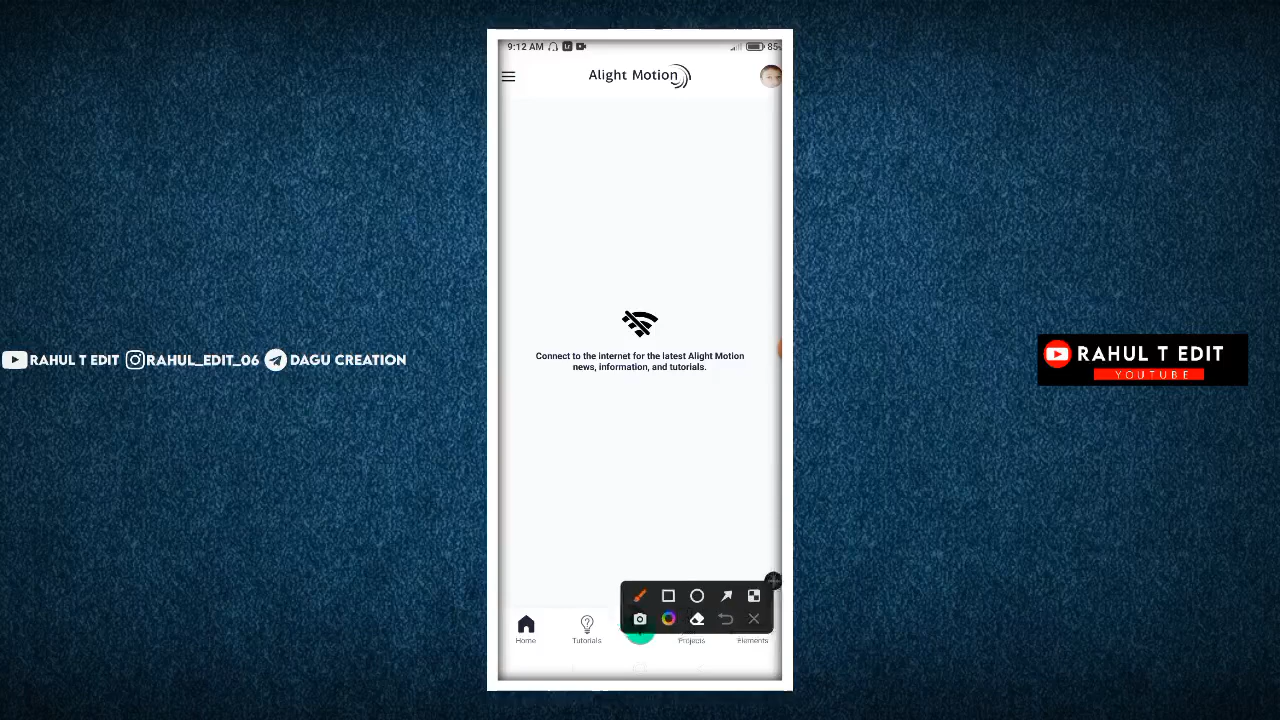 9:12 AM
85
Alight Motion
Connect to the internet for the latest Alight Motion
news, information, and tutorials.
RAHUL T EDIT RAHUL_EDIT_06 DAGU CREATION
RAHUL T EDIT
YOUTUBE
Home
Tutorials
Projects
Elements